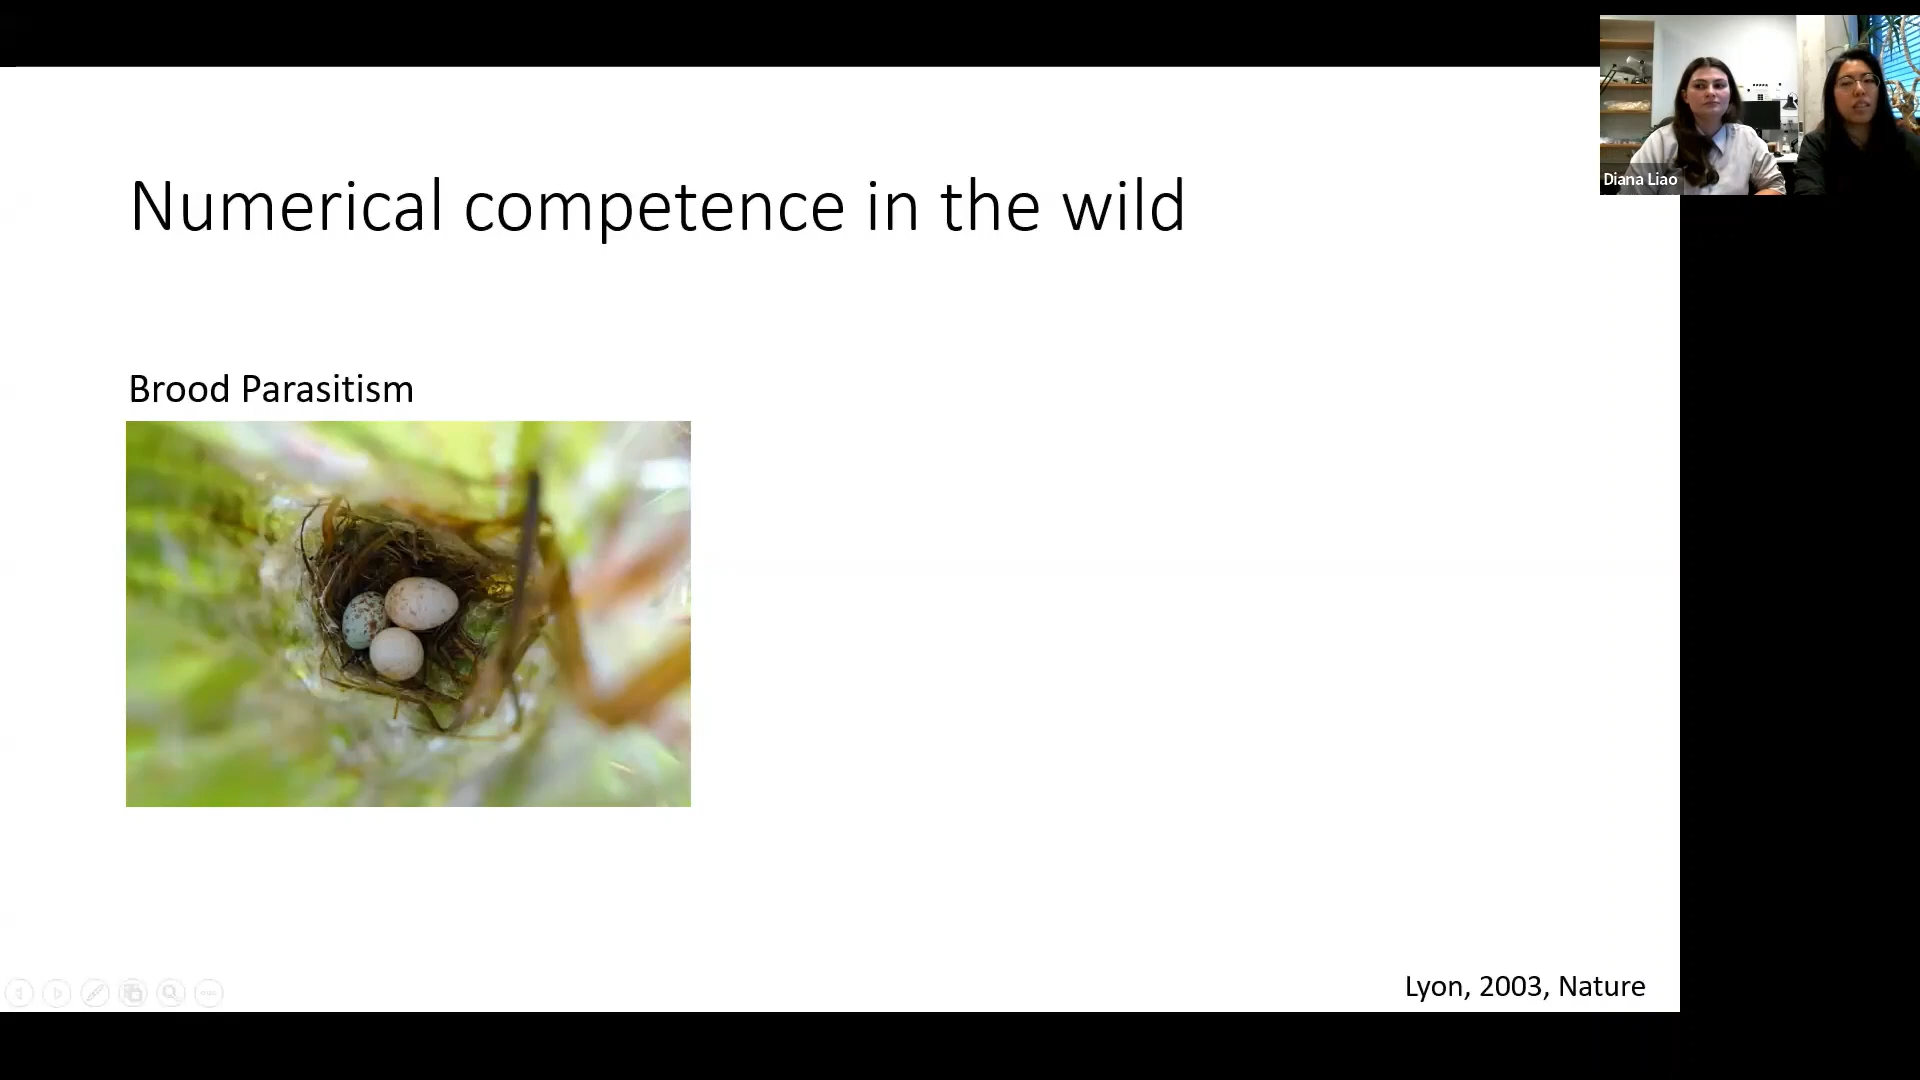 Diana Liao
Numerical competence in the wild
Brood Parasitism
Lyon, 2003, Nature